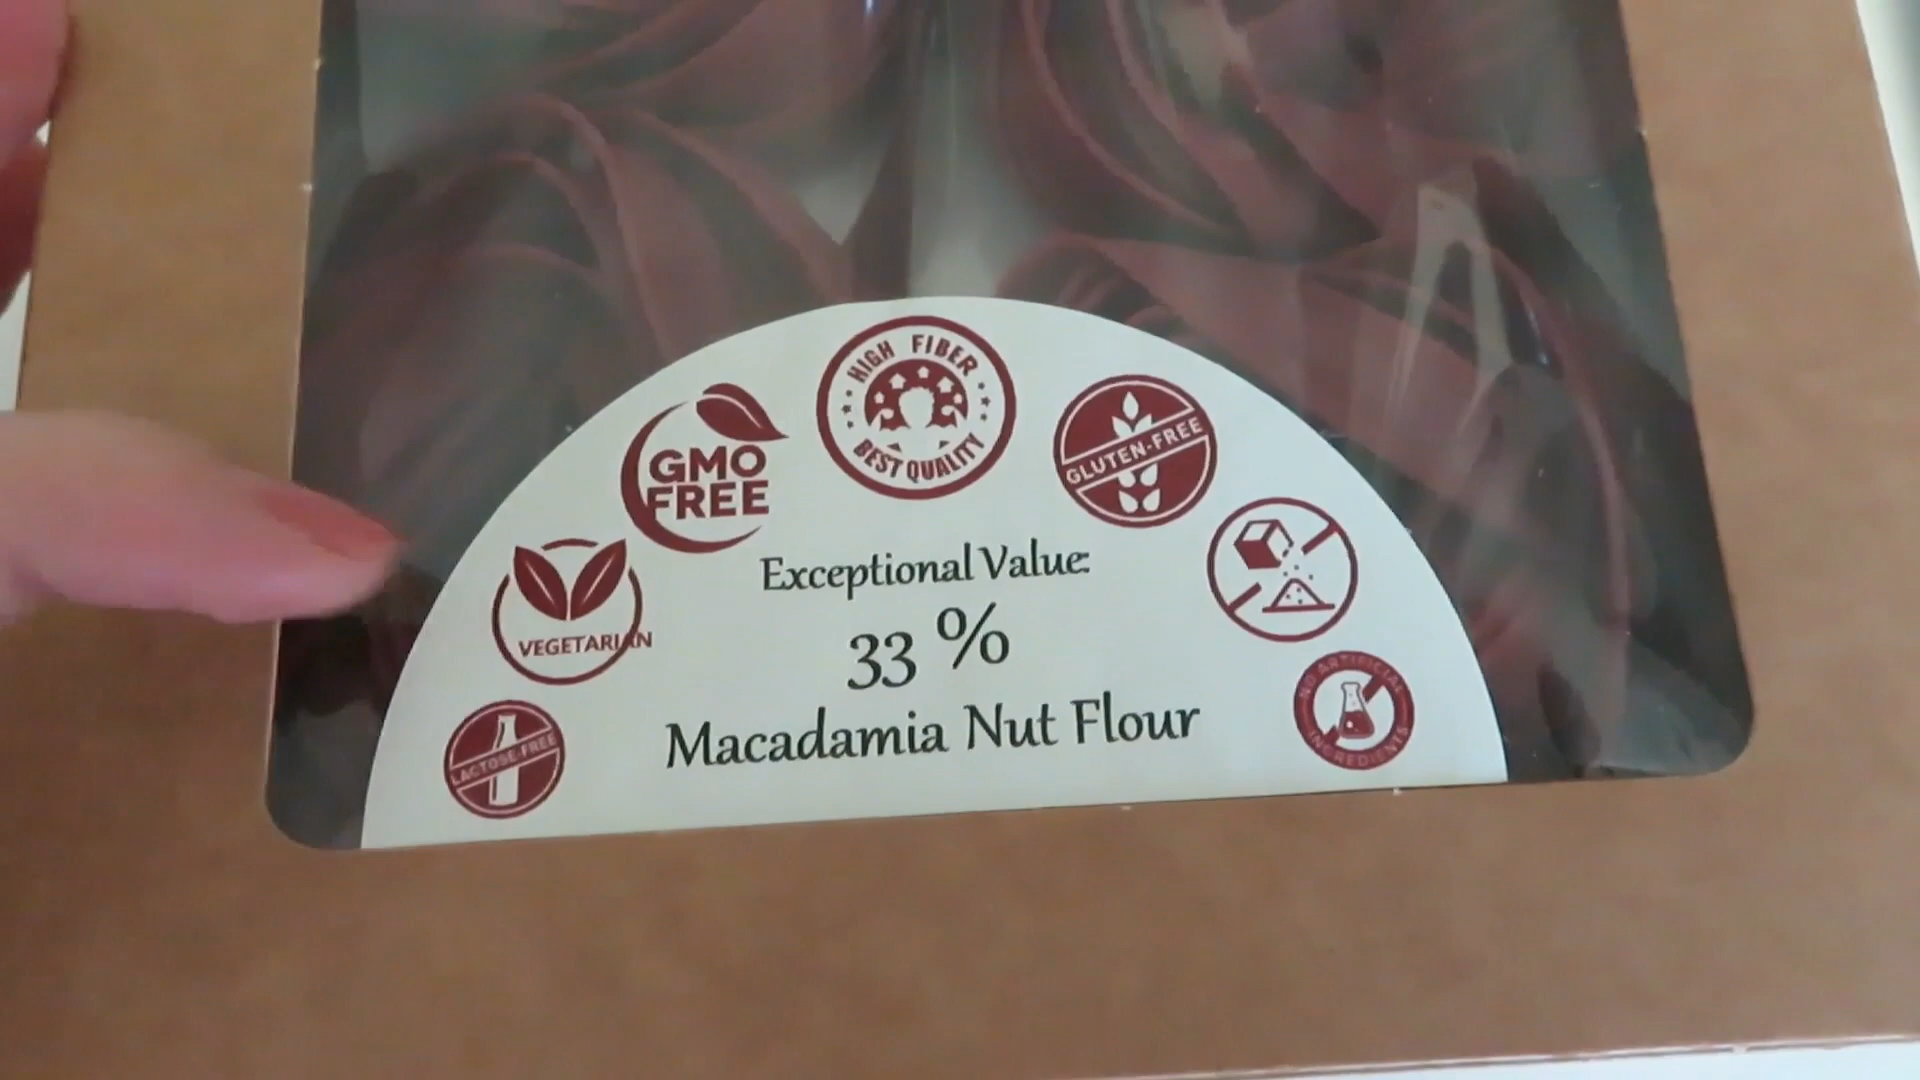 HIGH FIBER
BEST QUALITY
GMO
FREE
GLUTEN-FREE
Exceptional Value:
VEGETARIAN
33 %
Macadamia Nut Flour
LACTOSE-FREE
NO ARTIFICIAL
INGREDIENTS